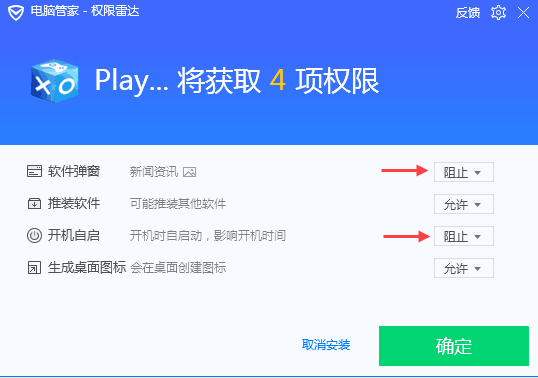 电脑管家 - 权限雷达 反馈
XO
Play... 将获取 4 项权限
软件弹窗 新闻资讯 阻止
推装软件 可能推装其他软件 允许
开机自启 开机时自启动，影响开机时间 阻止
生成桌面图标 会在桌面创建图标 允许
取消安装 确定